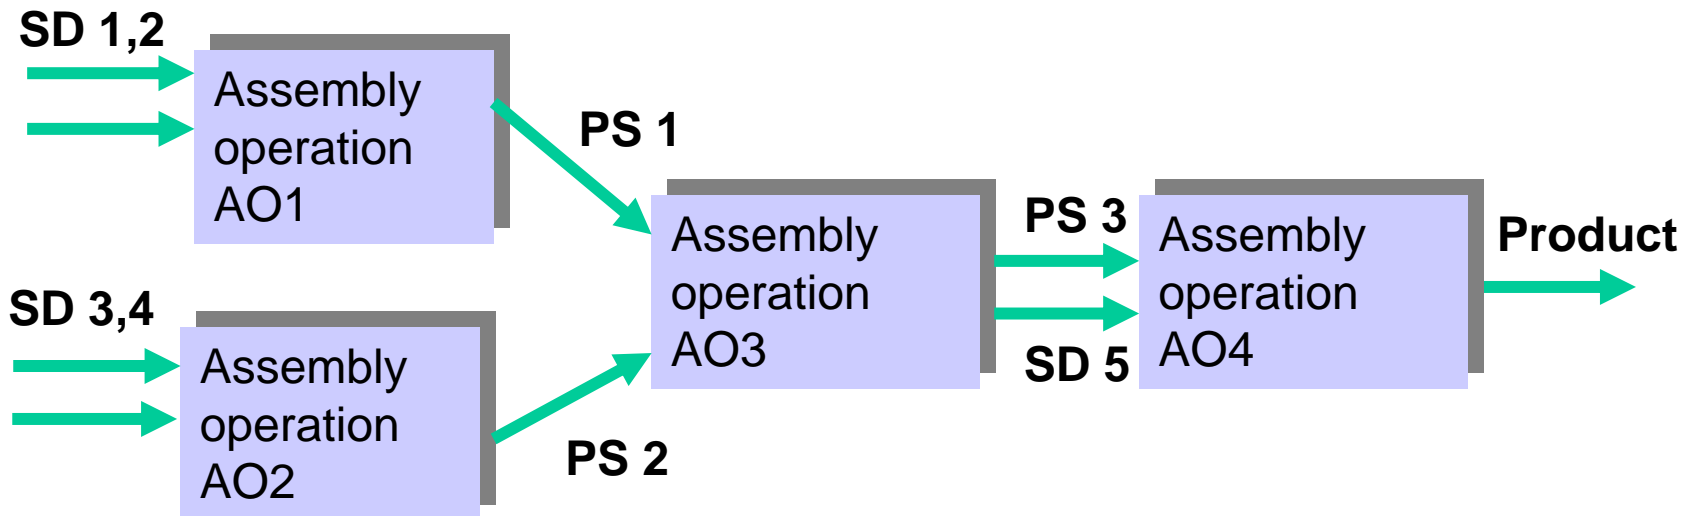 SD 1,2
Assembly
operation
AO1
PS 1
SD 3,4
Assembly
operation
AO2
PS 2
Assembly
operation
AO3
PS 3
SD 5
Assembly
operation
AO4
Product